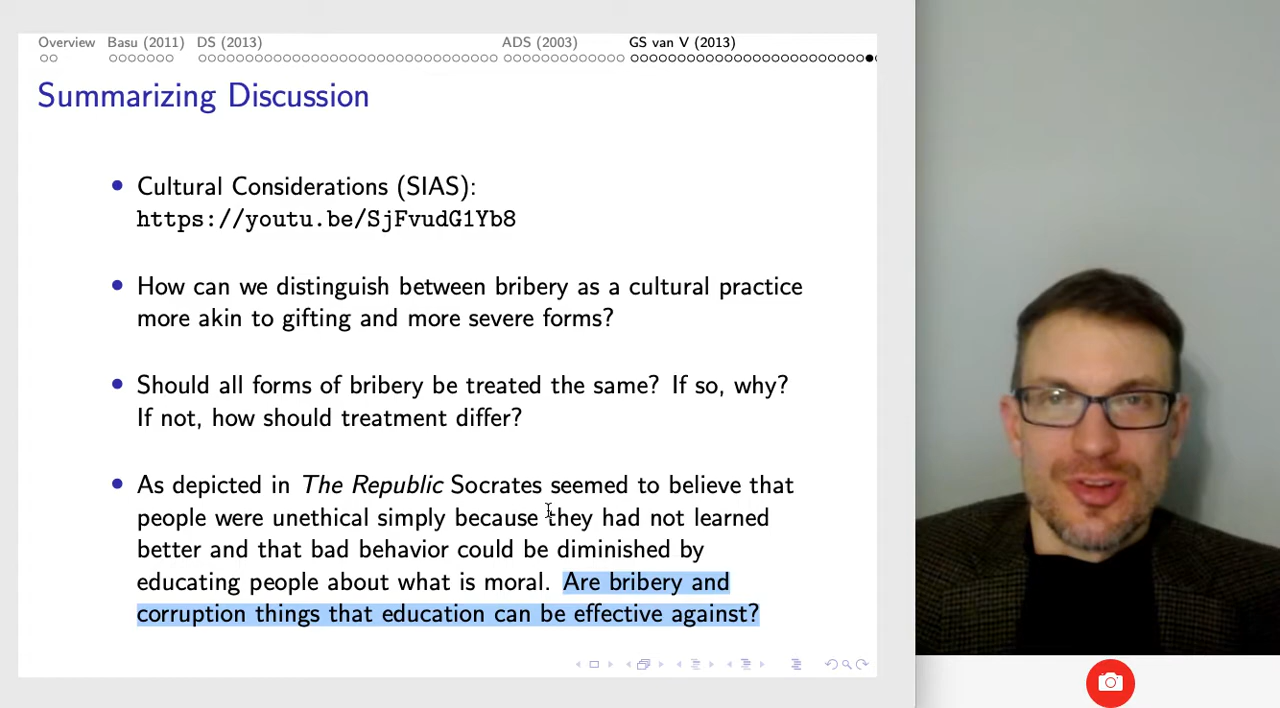 Overview Basu (2011) DS (2013) ADS (2003) GS van V (2013)
Summarizing Discussion
Cultural Considerations (SIAS):
https://youtu.be/SjFvudG1Yb8
How can we distinguish between bribery as a cultural practice
more akin to gifting and more severe forms?
Should all forms of bribery be treated the same? If so, why?
If not, how should treatment differ?
As depicted in The Republic Socrates seemed to believe that
people were unethical simply because they had not learned
better and that bad behavior could be diminished by
educating people about what is moral. Are bribery and
corruption things that education can be effective against?